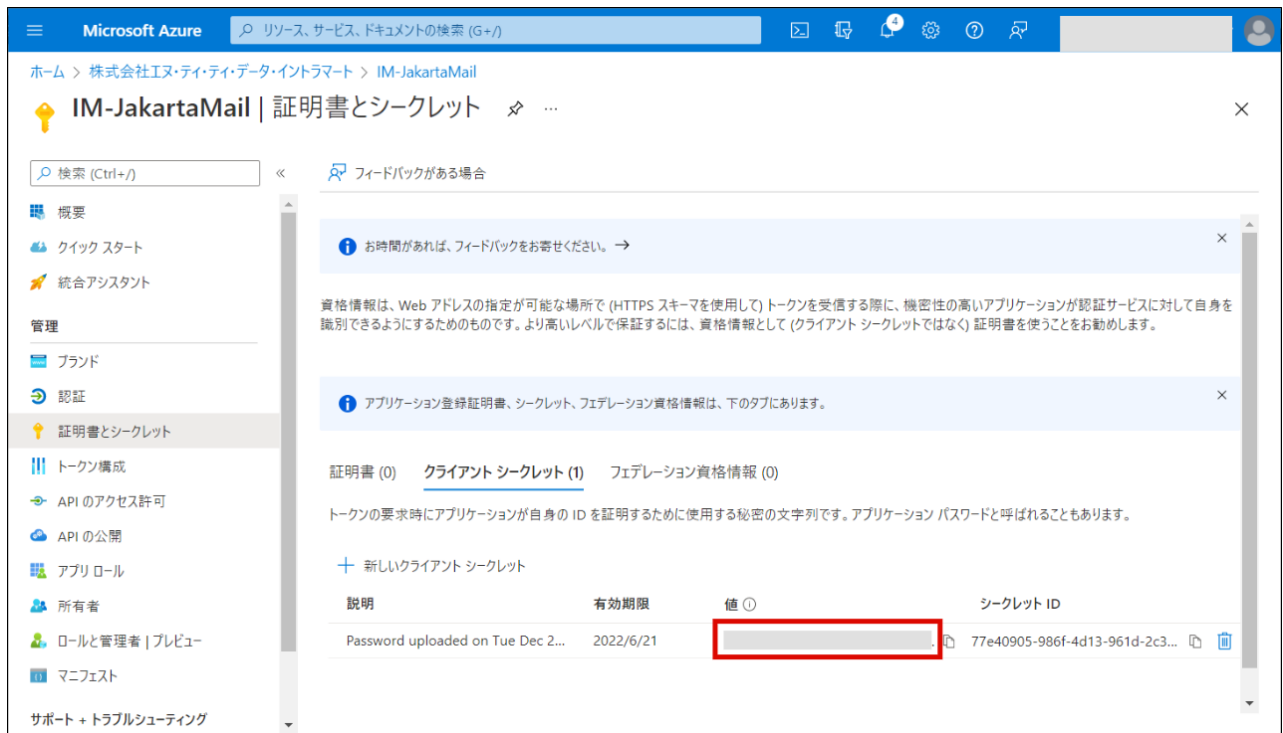 Microsoft Azure
リソース、サービス、ドキュメントの検索 (G+/)
4
ホーム > 株式会社エヌ・ティ・ティ・データ・イントラマート > IM-JakartaMail
IM-JakartaMail | 証明書とシークレット
検索 (Ctrl+/)
フィードバックがある場合
概要
クイック スタート
統合アシスタント
管理
ブランド
認証
証明書とシークレット
トークン構成
API のアクセス許可
API の公開
アプリ ロール
所有者
ロールと管理者 | プレビュー
マニフェスト
サポート + トラブルシューティング
お時間があれば、フィードバックをお寄せください。 →
資格情報は、Web アドレスの指定が可能な場所で (HTTPS スキーマを使用して) トークンを受信する際に、機密性の高いアプリケーションが認証サービスに対して自身を
識別できるようにするためのものです。より高いレベルで保証するには、資格情報として (クライアント シークレットではなく) 証明書を使うことをお勧めします。
アプリケーション登録証明書、シークレット、フェデレーション資格情報は、下のタブにあります。
証明書 (0) クライアント シークレット (1) フェデレーション資格情報 (0)
トークンの要求時にアプリケーションが自身の ID を証明するために使用する秘密の文字列です。アプリケーション パスワードと呼ばれることもあります。
新しいクライアント シークレット
説明 有効期限 値 シークレット ID
Password uploaded on Tue Dec 2... 2022/6/21 . 77e40905-986f-4d13-961d-2c3...